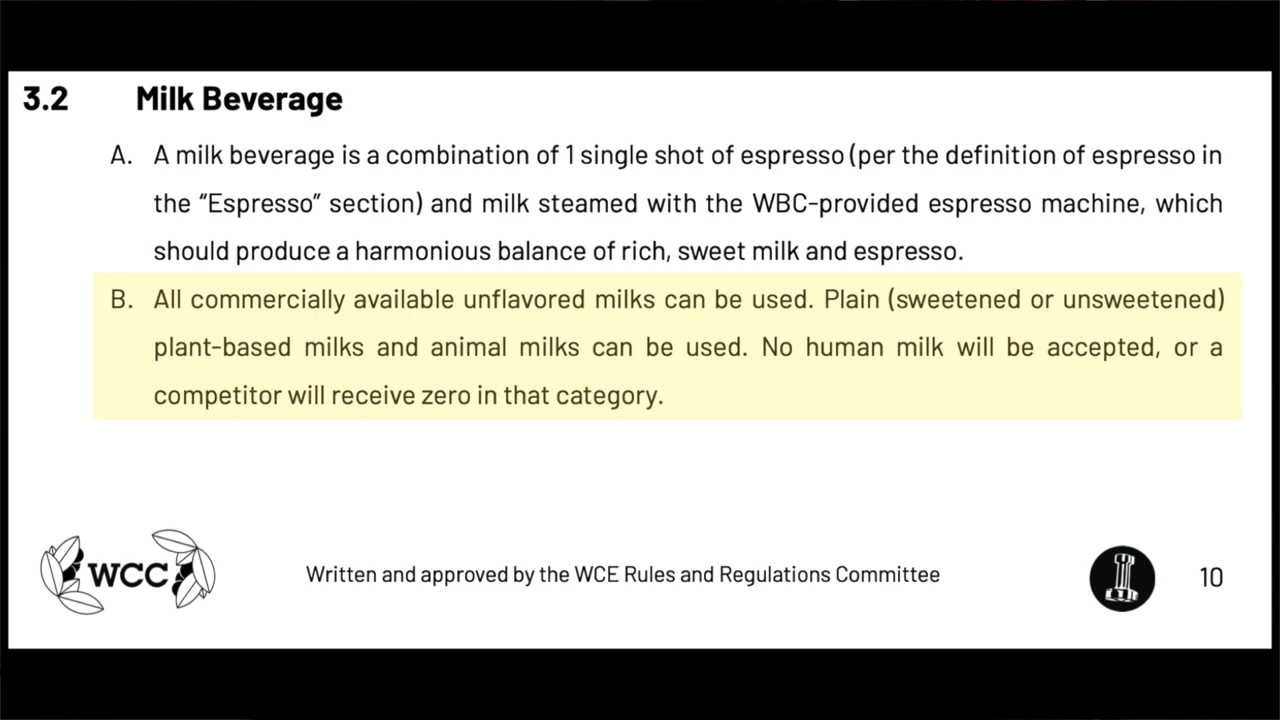 3.2 Milk Beverage
A. A milk beverage is a combination of 1 single shot of espresso (per the definition of espresso in
the “Espresso” section) and milk steamed with the WBC-provided espresso machine, which
should produce a harmonious balance of rich, sweet milk and espresso.
B. All commercially available unflavored milks can be used. Plain (sweetened or unsweetened)
plant-based milks and animal milks can be used. No human milk will be accepted, or a
competitor will receive zero in that category.
WCC
Written and approved by the WCE Rules and Regulations Committee
10